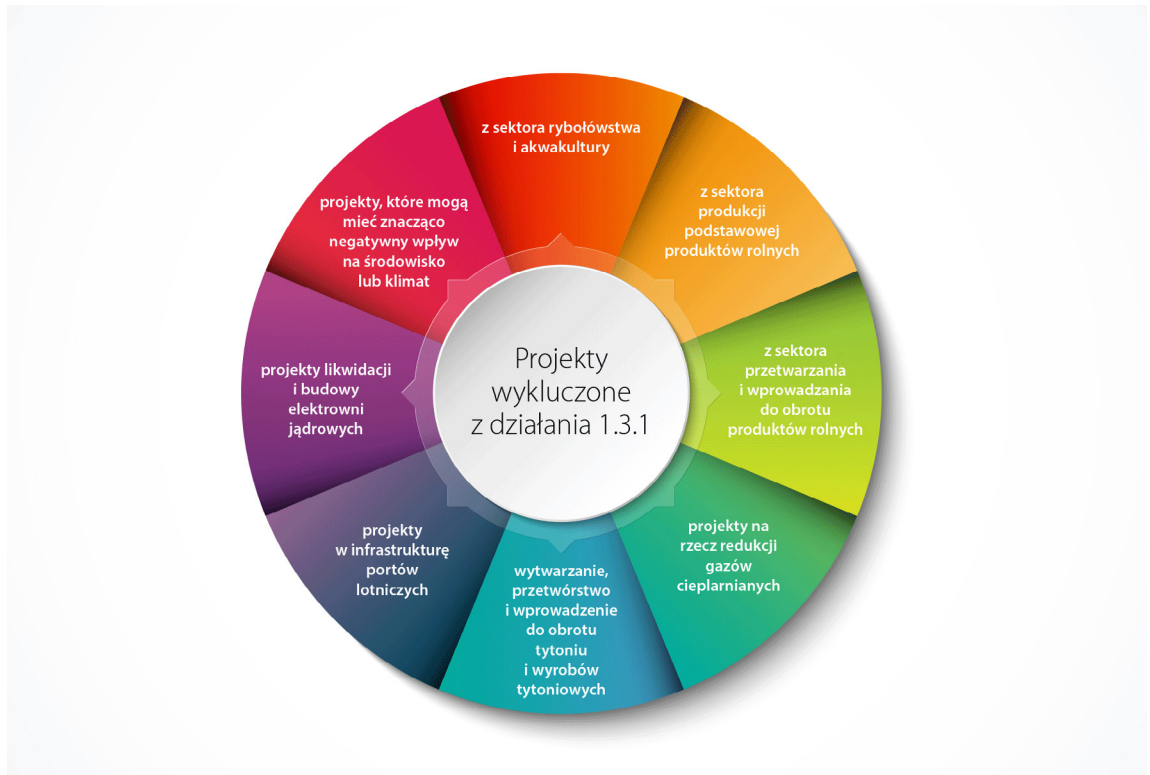 z sektora rybołówstwa
i akwakultury
z sektora
produkcji
podstawowej
produktów rolnych
z sektora
przetwarzania
i wprowadzania
do obrotu
produktów rolnych
projekty na
rzecz redukcji
gazów
cieplarnianych
wytwarzanie,
przetwórstwo
i wprowadzenie
do obrotu
tytoniu
i wyrobów
tytoniowych
projekty
w infrastrukturę
portów
lotniczych
projekty likwidacji
i budowy
elektrowni
jądrowych
projekty, które mogą
mieć znacząco
negatywny wpływ
na środowisko
lub klimat
Projekty
wykluczone
z działania 1.3.1